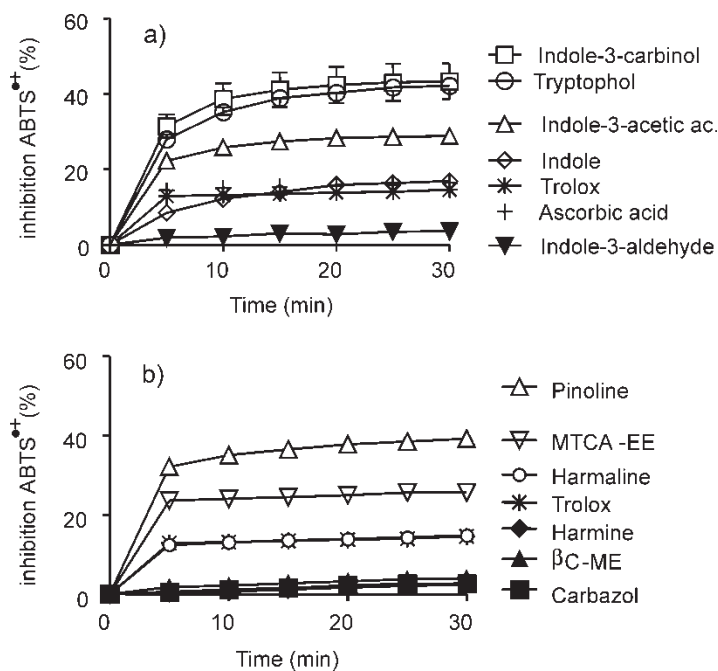 a)
60
40
20
0
inhibition ABTS•+(%)
0 10 20 30
Time (min)
Indole-3-carbinol
Tryptophol
Indole-3-acetic ac.
Indole
Trolox
Ascorbic acid
Indole-3-aldehyde
b)
60
40
20
0
inhibition ABTS•+(%)
0 10 20 30
Time (min)
Pinoline
MTCA -EE
Harmaline
Trolox
Harmine
βC-ME
Carbazol